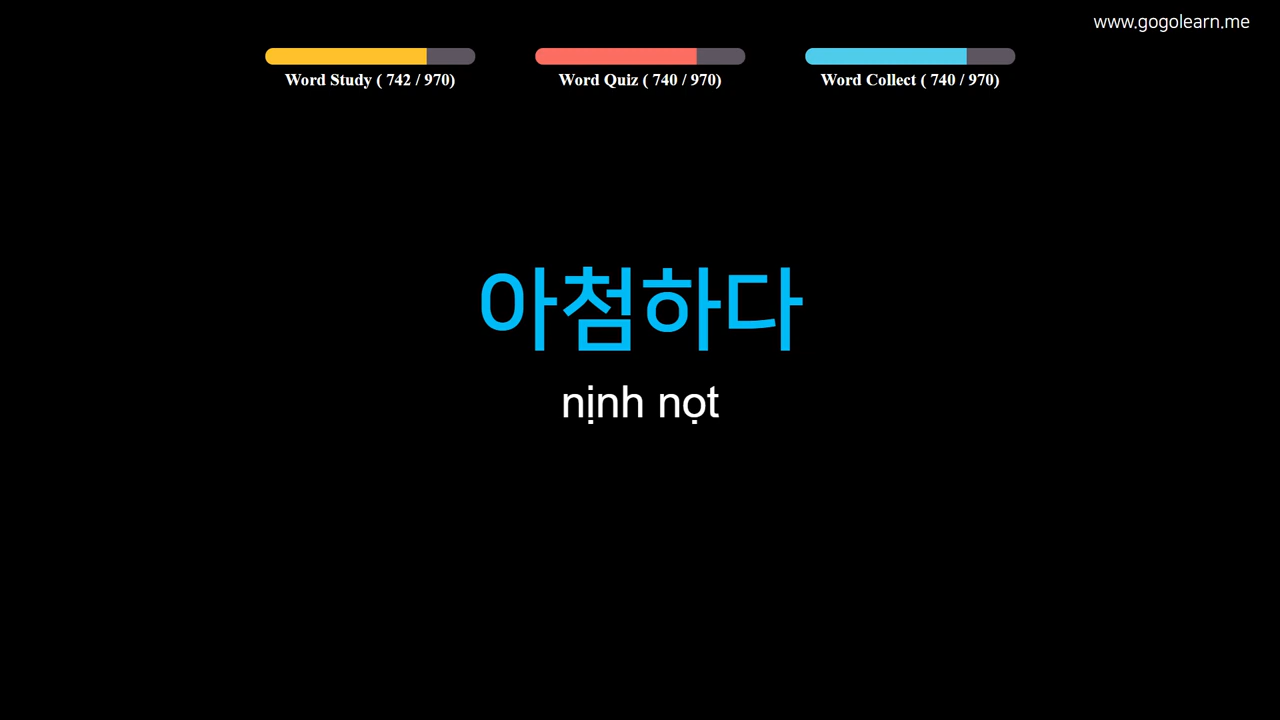 www.gogolearn.me
Word Study ( 742 / 970)
Word Quiz ( 740 / 970)
Word Collect ( 740 / 970)
아첨하다
nịnh nọt